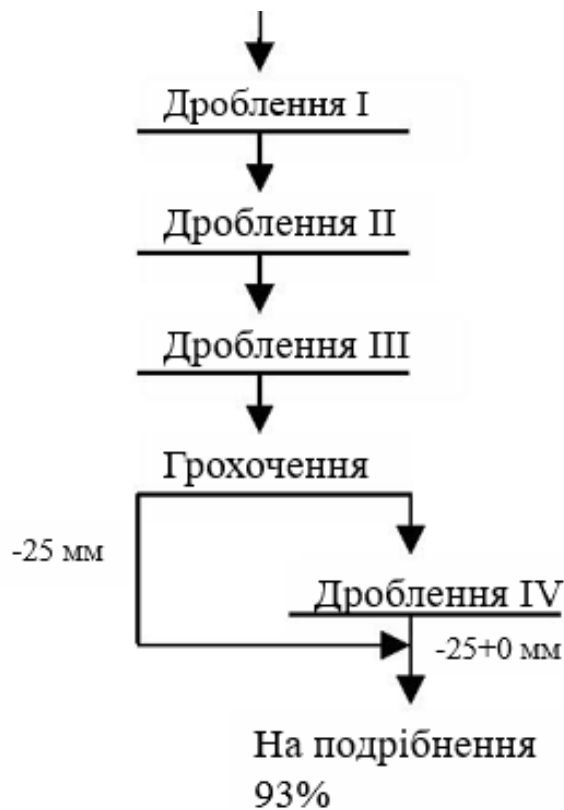 Дроблення I
Дроблення II
Дроблення III
Грохочення
-25 мм
Дроблення IV
-25+0 мм
На подрібнення
93%